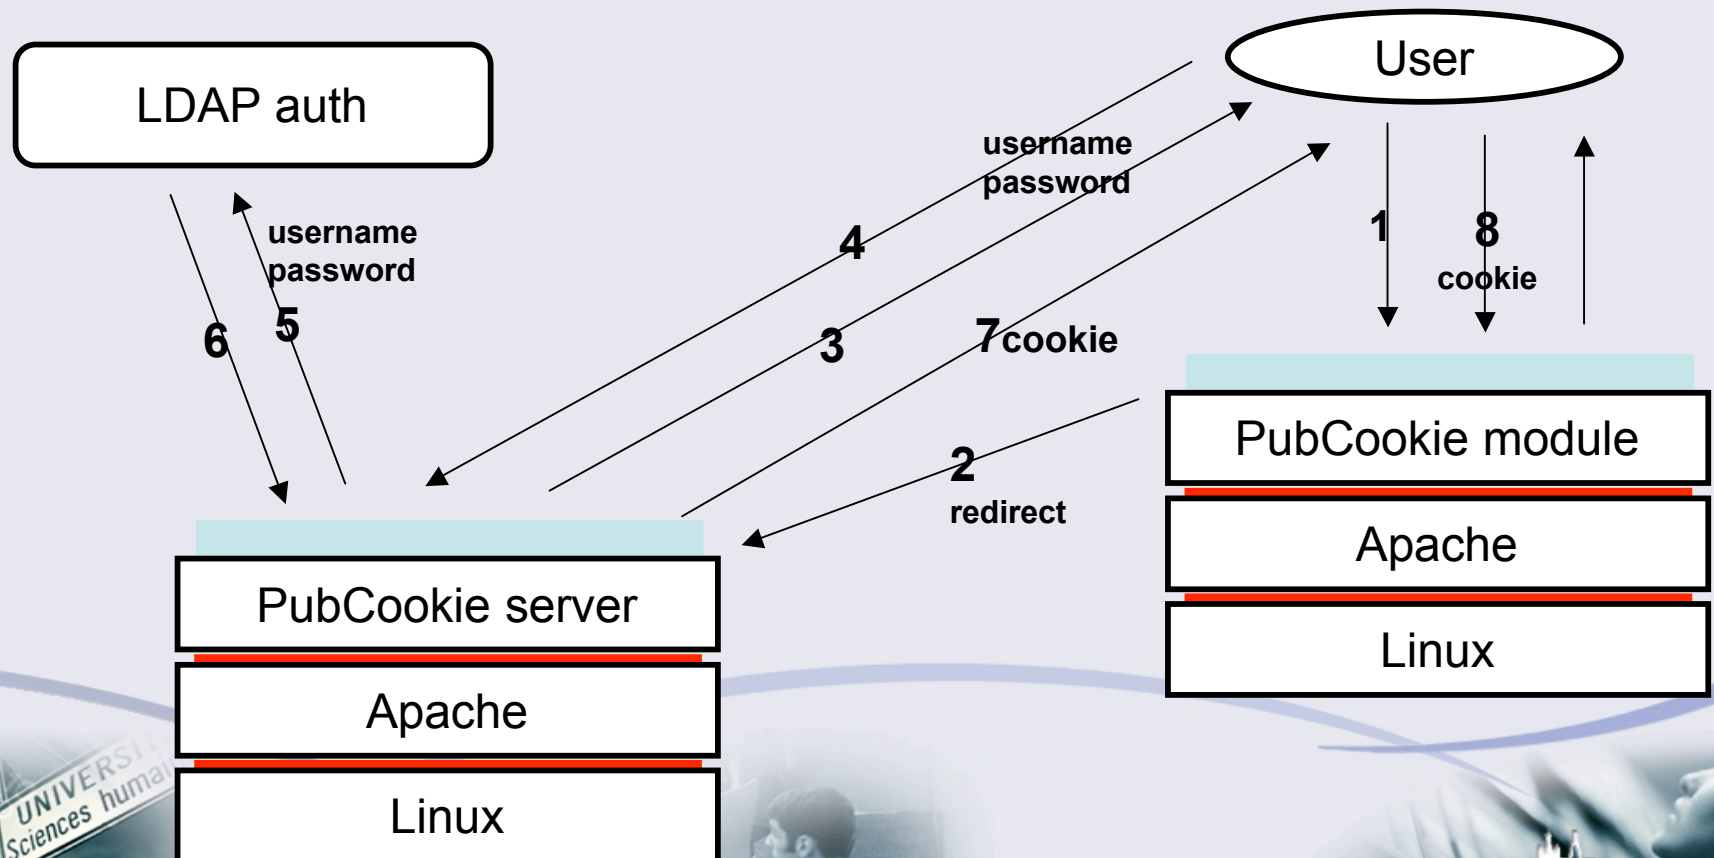 LDAP auth
User
username
password
username
password
4
1
8
cookie
6
5
3
7cookie
2
redirect
PubCookie module
Apache
Linux
PubCookie server
Apache
Linux
UNIVERSIT
Sciences humai